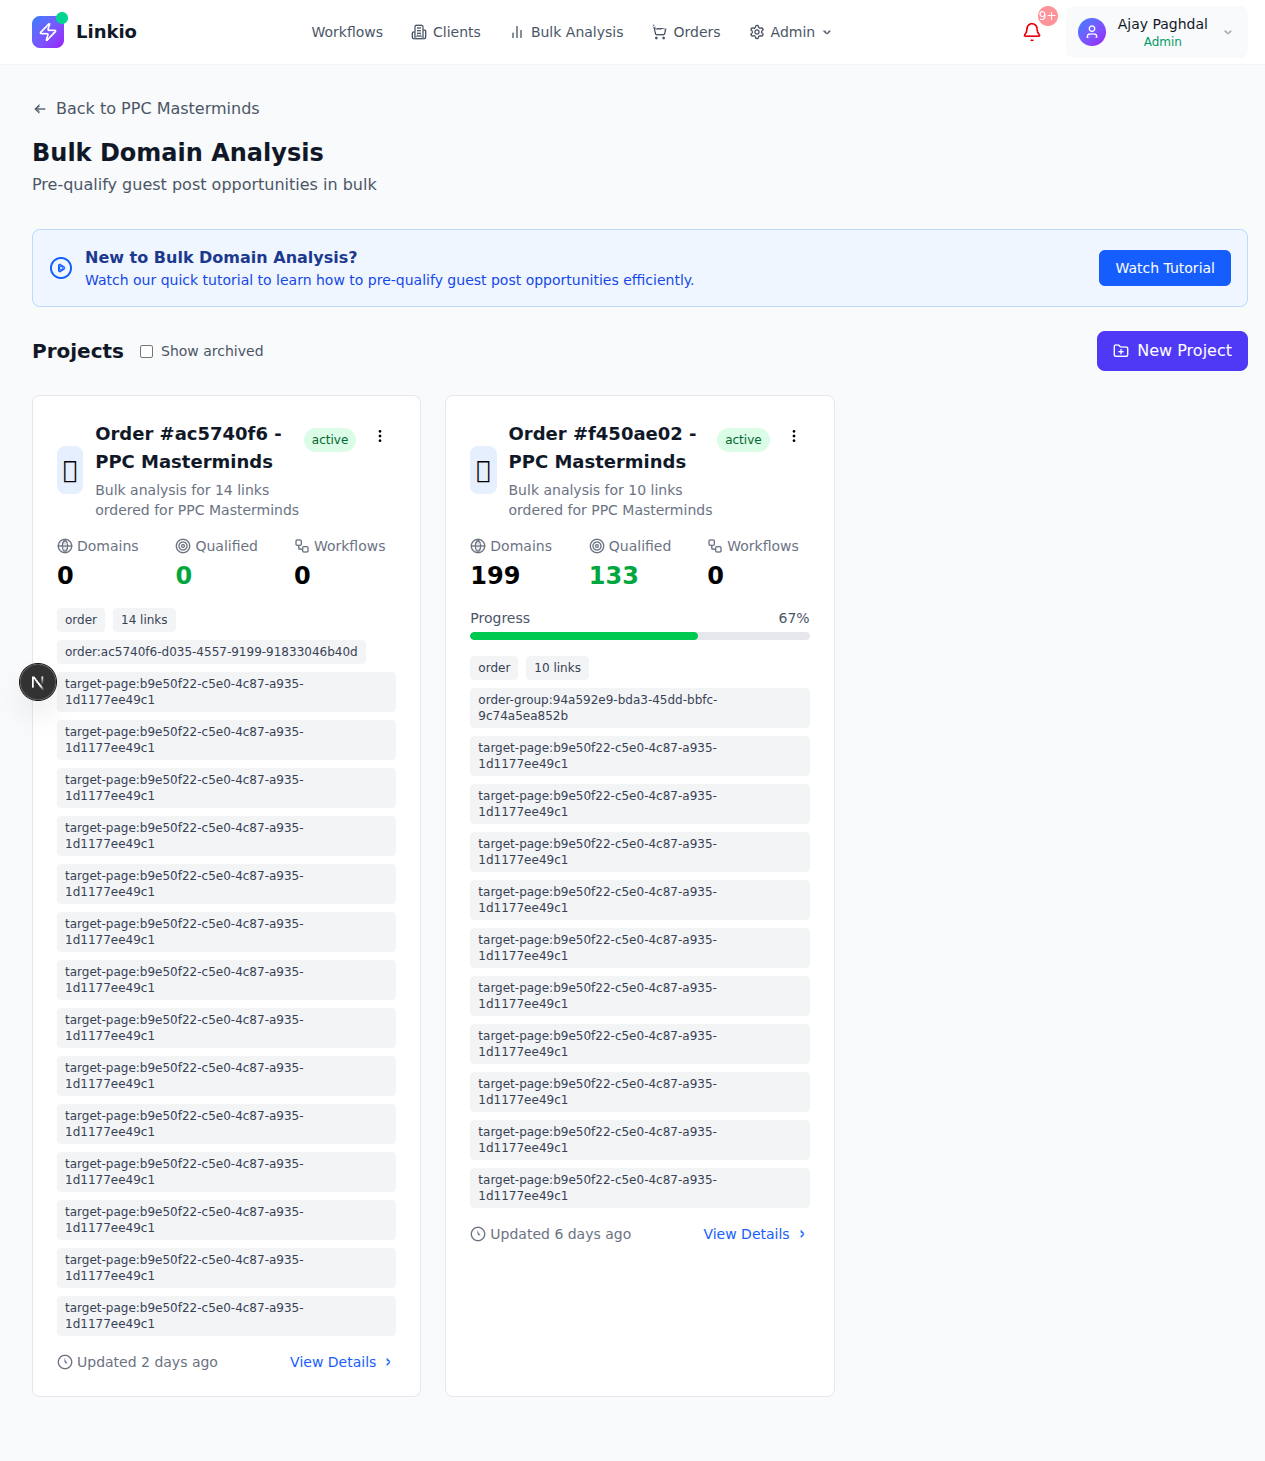 Linkio
Workflows
Clients
Bulk Analysis
Orders
Admin
9+
Ajay Paghdal
Admin
Back to PPC Masterminds
Bulk Domain Analysis
Pre-qualify guest post opportunities in bulk
New to Bulk Domain Analysis?
Watch our quick tutorial to learn how to pre-qualify guest post opportunities efficiently.
Watch Tutorial
Projects
Show archived
New Project
Order #ac5740f6 -
PPC Masterminds
active
Bulk analysis for 14 links
ordered for PPC Masterminds
Domains
Qualified
Workflows
0
0
0
order
14 links
order:ac5740f6-d035-4557-9199-91833046b40d
target-page:b9e50f22-c5e0-4c87-a935-
1d1177ee49c1
target-page:b9e50f22-c5e0-4c87-a935-
1d1177ee49c1
target-page:b9e50f22-c5e0-4c87-a935-
1d1177ee49c1
target-page:b9e50f22-c5e0-4c87-a935-
1d1177ee49c1
target-page:b9e50f22-c5e0-4c87-a935-
1d1177ee49c1
target-page:b9e50f22-c5e0-4c87-a935-
1d1177ee49c1
target-page:b9e50f22-c5e0-4c87-a935-
1d1177ee49c1
target-page:b9e50f22-c5e0-4c87-a935-
1d1177ee49c1
target-page:b9e50f22-c5e0-4c87-a935-
1d1177ee49c1
target-page:b9e50f22-c5e0-4c87-a935-
1d1177ee49c1
target-page:b9e50f22-c5e0-4c87-a935-
1d1177ee49c1
target-page:b9e50f22-c5e0-4c87-a935-
1d1177ee49c1
target-page:b9e50f22-c5e0-4c87-a935-
1d1177ee49c1
target-page:b9e50f22-c5e0-4c87-a935-
1d1177ee49c1
Updated 2 days ago
View Details
Order #f450ae02 -
PPC Masterminds
active
Bulk analysis for 10 links
ordered for PPC Masterminds
Domains
Qualified
Workflows
199
133
0
Progress
67%
order
10 links
order-group:94a592e9-bda3-45dd-bbfc-
9c74a5ea852b
target-page:b9e50f22-c5e0-4c87-a935-
1d1177ee49c1
target-page:b9e50f22-c5e0-4c87-a935-
1d1177ee49c1
target-page:b9e50f22-c5e0-4c87-a935-
1d1177ee49c1
target-page:b9e50f22-c5e0-4c87-a935-
1d1177ee49c1
target-page:b9e50f22-c5e0-4c87-a935-
1d1177ee49c1
target-page:b9e50f22-c5e0-4c87-a935-
1d1177ee49c1
target-page:b9e50f22-c5e0-4c87-a935-
1d1177ee49c1
target-page:b9e50f22-c5e0-4c87-a935-
1d1177ee49c1
target-page:b9e50f22-c5e0-4c87-a935-
1d1177ee49c1
target-page:b9e50f22-c5e0-4c87-a935-
1d1177ee49c1
Updated 6 days ago
View Details
N